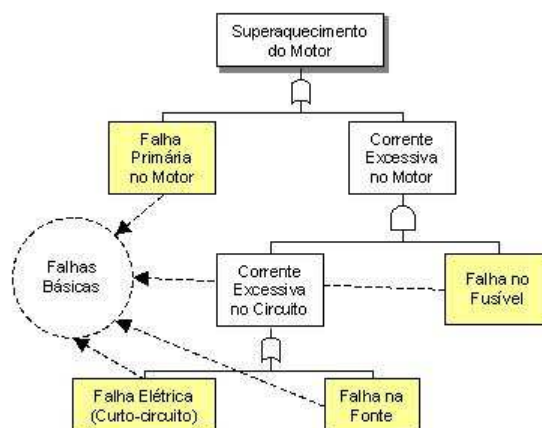 Superaquecimento
do Motor
Falha
Primária
no Motor
Corrente
Excessiva
no Motor
Falhas
Básicas
Corrente
Excessiva
no Circuito
Falha no
Fusível
Falha Elétrica
(Curto-circuito)
Falha na
Fonte